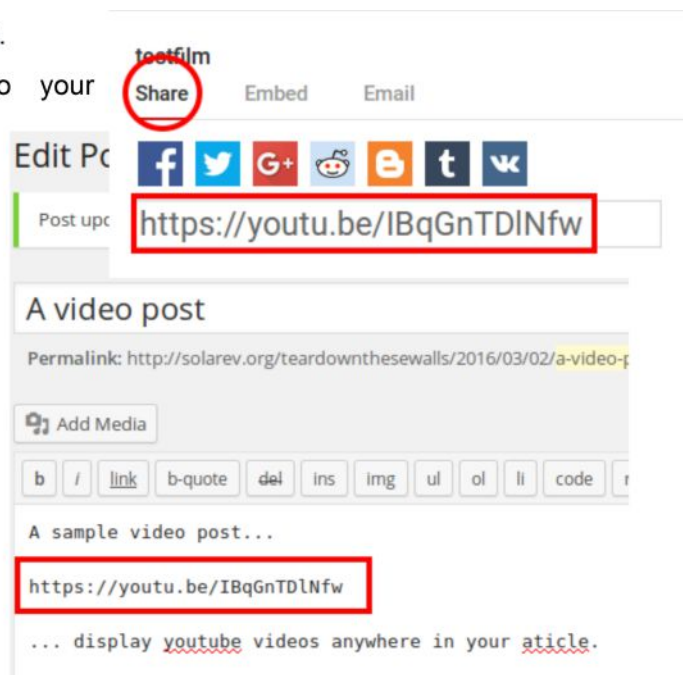 .
o your
testfilm
Share Embed Email
f G+ B t VK
https://youtu.be/IBqGnTDlNfw
Edit Po
Post upd
A video post
Permalink: http://solarev.org/teardownthesewalls/2016/03/02/a-video-p
Add Media
b i link b-quote del ins img ul ol li code
A sample video post...
https://youtu.be/IBqGnTDlNfw
... display youtube videos anywhere in your aticle.